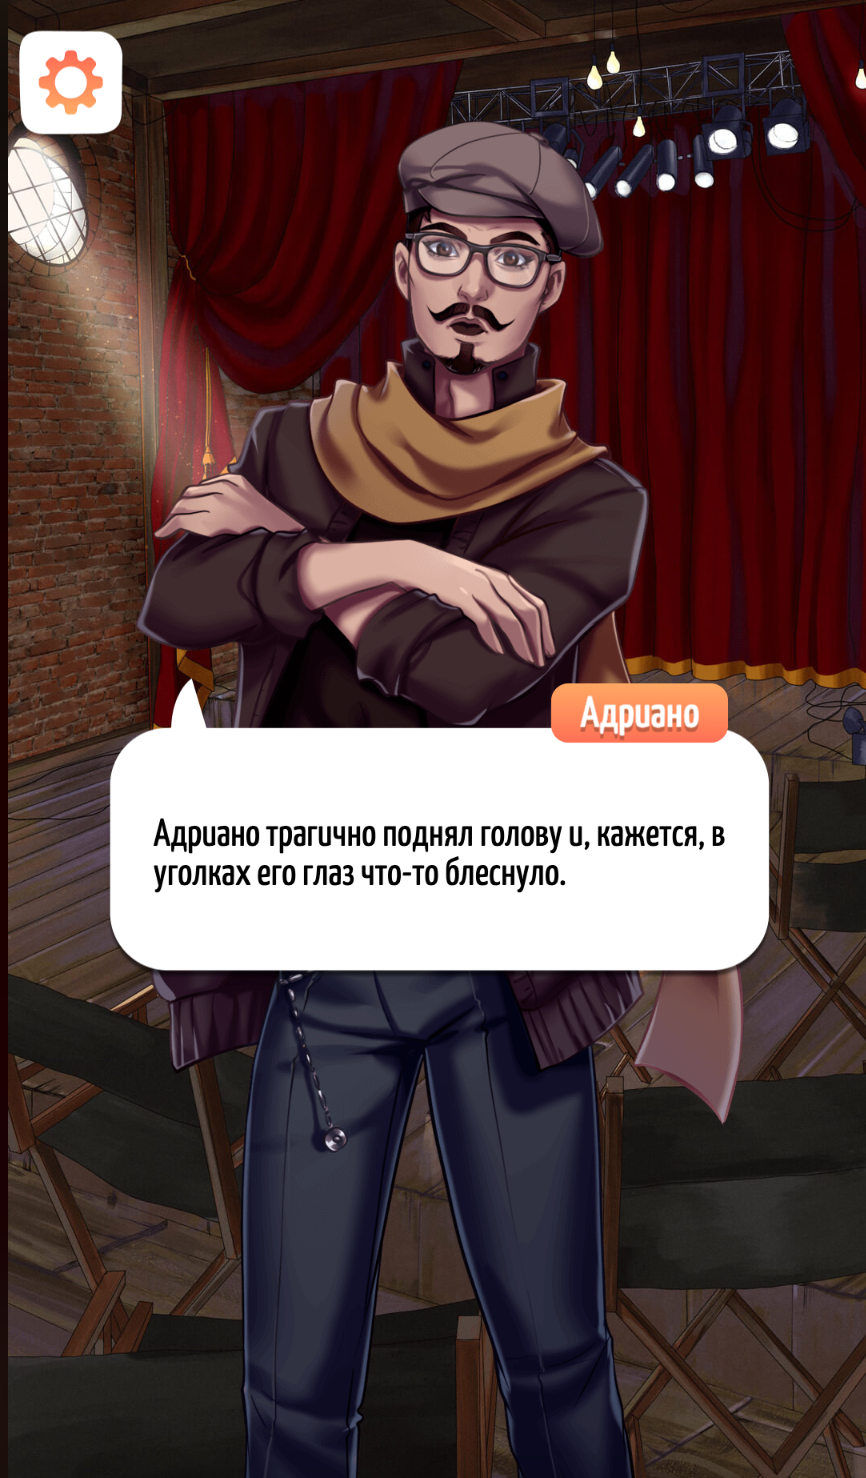 Адриано
Адриано трагично поднял голову и, кажется, в
уголках его глаз что-то блеснуло.